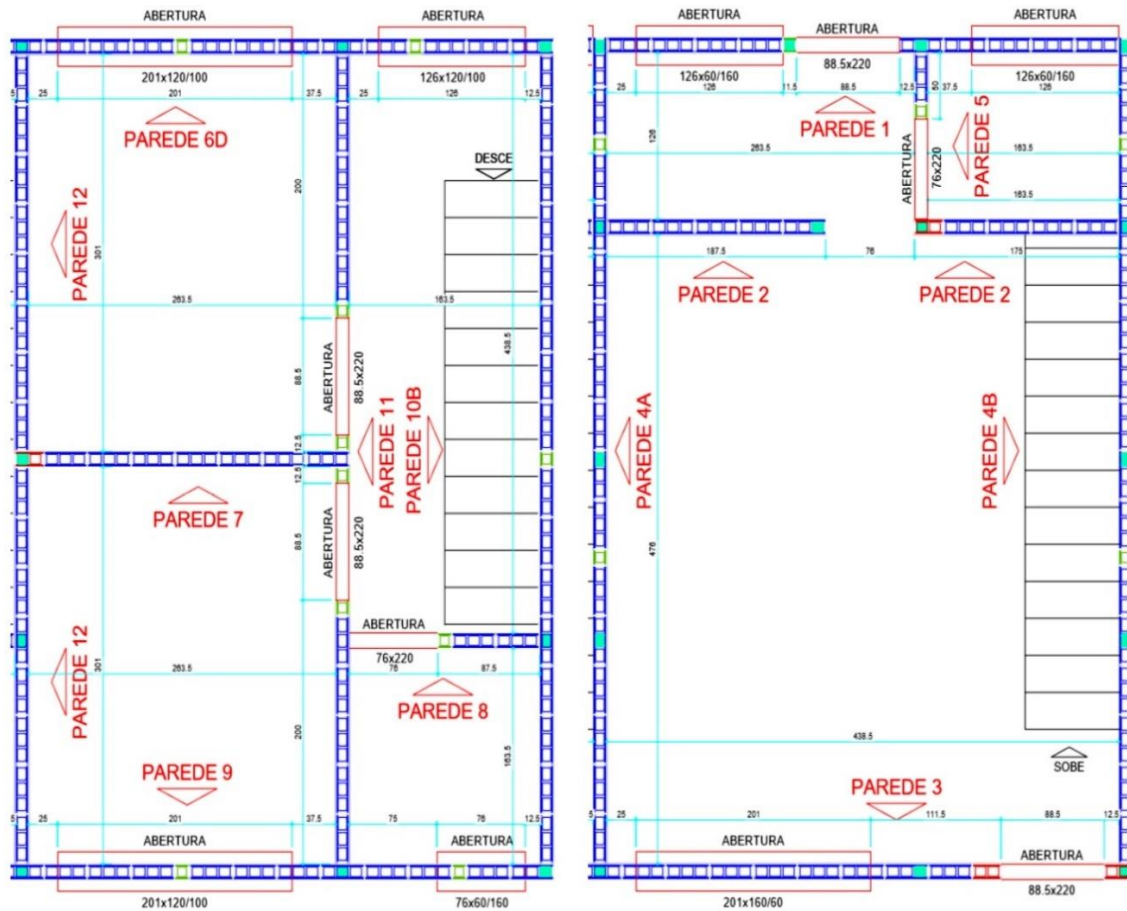 ABERTURA
ABERTURA
201x120/100
126x120/100
5
25
201
37.5
25
126
12.5
PAREDE 6D
DESCE
200
PAREDE 12
301
263.5
163.5
438.5
ABERTURA
88.5x220
88.5
12.5
PAREDE 11
PAREDE 10B
12.5
PAREDE 7
ABERTURA
88.5x220
88.5
ABERTURA
76x220
PAREDE 12
301
263.5
76
87.5
PAREDE 8
200
163.5
PAREDE 9
5
25
201
37.5
75
76
12.5
ABERTURA
ABERTURA
201x120/100
76x60/160
ABERTURA
ABERTURA
ABERTURA
126x60/160
88.5x220
126x60/160
25
126
11.5
88.5
12.5
37.5
126
50
PAREDE 1
PAREDE 5
126
263.5
163.5
ABERTURA
76x220
163.5
187.5
76
175
PAREDE 2
PAREDE 2
PAREDE 4A
PAREDE 4B
476
438.5
SOBE
PAREDE 3
5
25
201
111.5
88.5
12.5
ABERTURA
ABERTURA
201x160/60
88.5x220